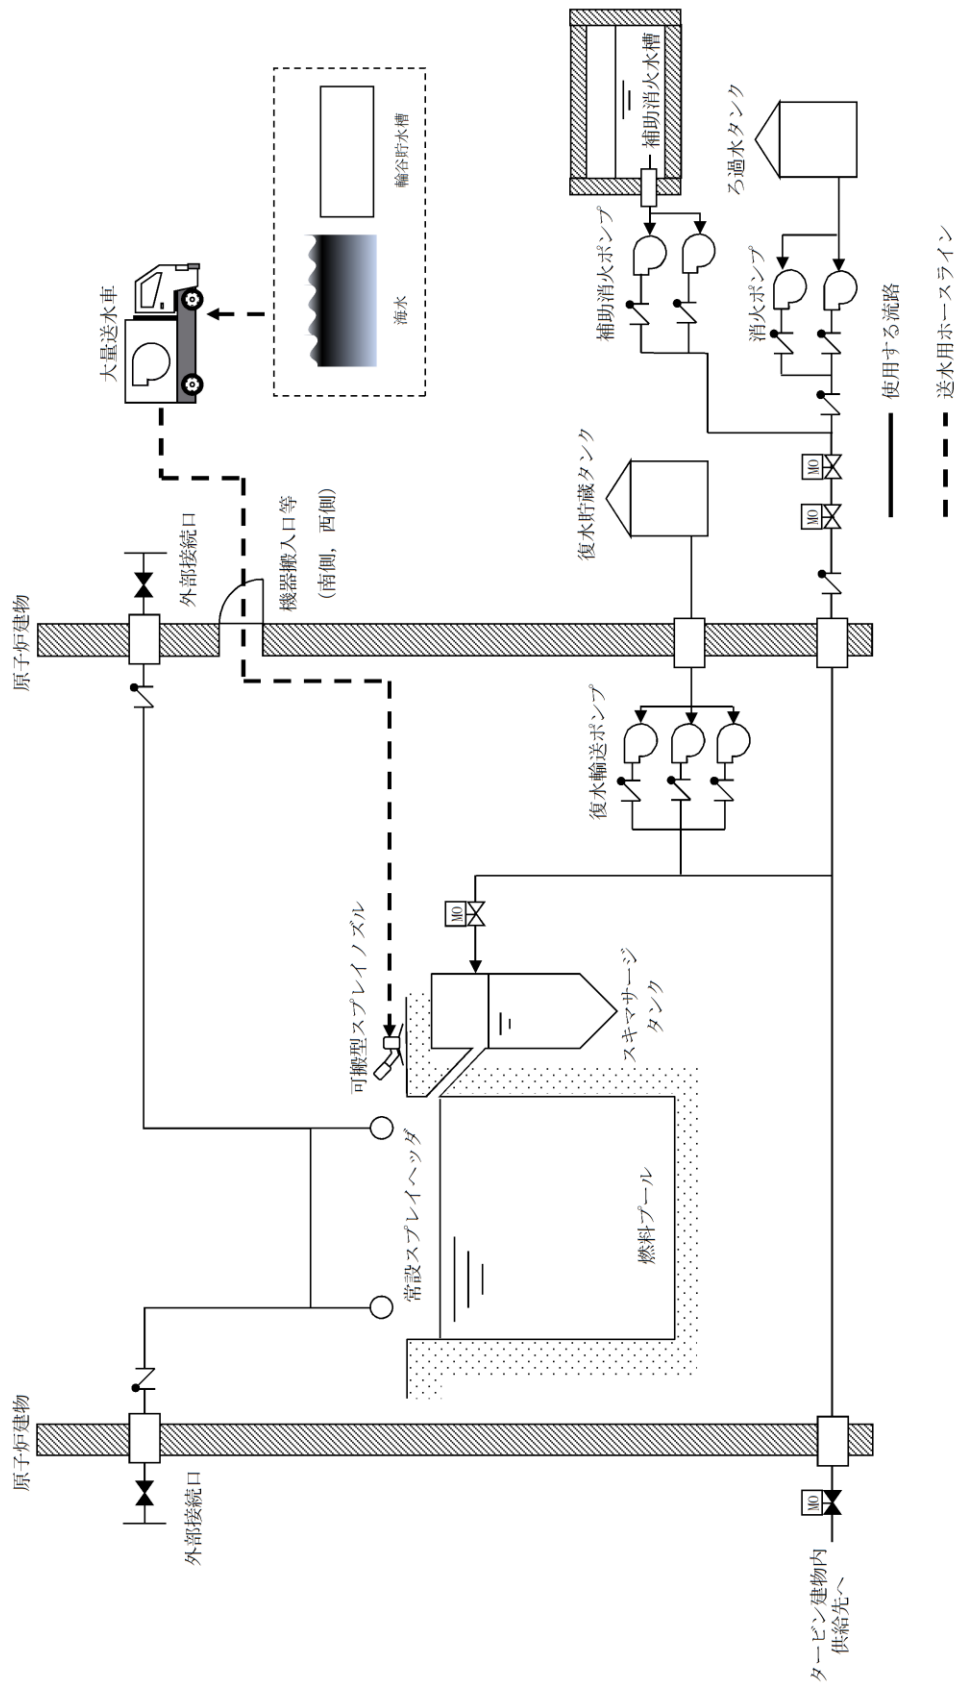 原子炉建物
外部接続口
タービン建物内
供給先へ
MO
常設スプレイヘッダ
燃料プール
可搬型スプレイノズル
スキマサージ
タンク
MO
復水輸送ポンプ
原子炉建物
外部接続口
機器搬入口等
(南側,西側)
復水貯蔵タンク
MO
MO
大量送水車
海水
輪谷貯水槽
補助消火ポンプ
補助消火水槽
消火ポンプ
ろ過水タンク
使用する流路
送水用ホースライン